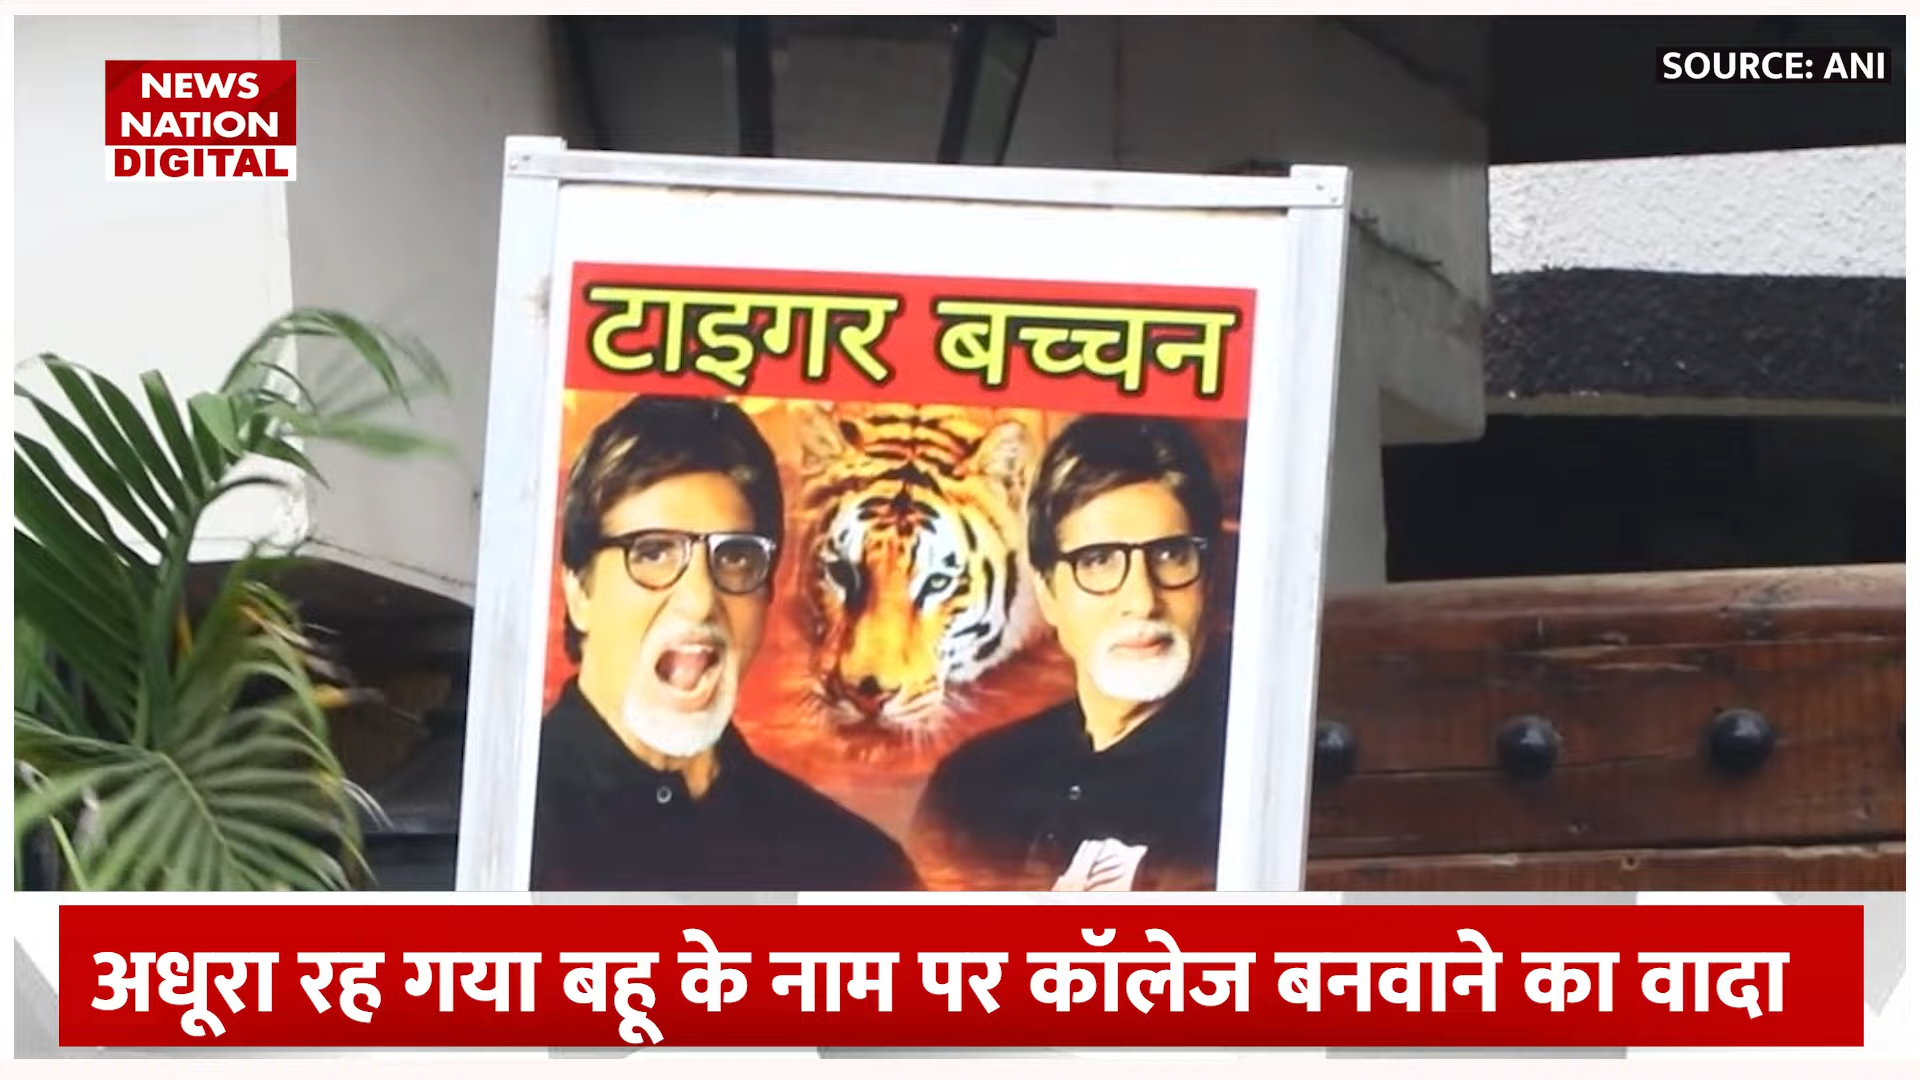 NEWS
NATION
DIGITAL
SOURCE: ANI
टाइगर बच्चन
अधूरा रह गया बहू के नाम पर कॉलेज बनवाने का वादा